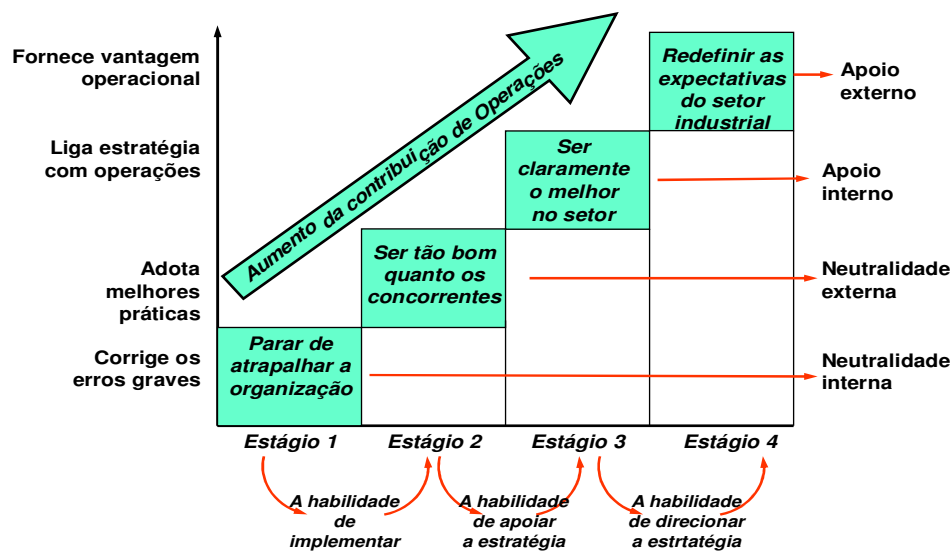 Fornece vantagem
operacional
Liga estratégia
com operações
Adota
melhores
práticas
Corrige os
erros graves
Aumento da contribuição de Operações
Redefinir as
expectativas
do setor
industrial
Ser
claramente
o melhor
no setor
Ser tão bom
quanto os
concorrentes
Parar de
atrapalhar a
organização
Apoio
externo
Apoio
interno
Neutralidade
externa
Neutralidade
interna
Estágio 1
Estágio 2
Estágio 3
Estágio 4
A habilidade
de
implementar
A habilidade
de apoiar
a estratégia
A habilidade
de direcionar
a estrtatégia